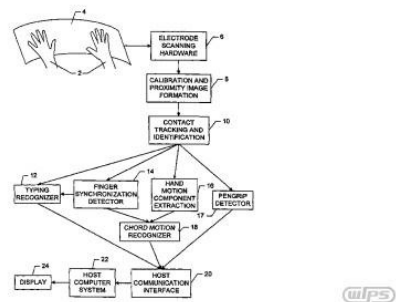 4
2
6
ELECTRODE
SCANNING
HARDWARE
8
CALIBRATION AND
PROXIMITY IMAGE
FORMATION
10
CONTACT
TRACKING AND
IDENTIFICATION
12
TYPING
RECOGNIZER
14
FINGER
SYNCHRONIZATION
DETECTOR
HAND
MOTION
COMPONENT
EXTRACTION
16
PENGRIP
DETECTOR
17
CHORD MOTION
RECOGNIZER
18
24
DISPLAY
22
HOST
COMPUTER
SYSTEM
HOST
COMMUNICATION
INTERFACE
20
wfps